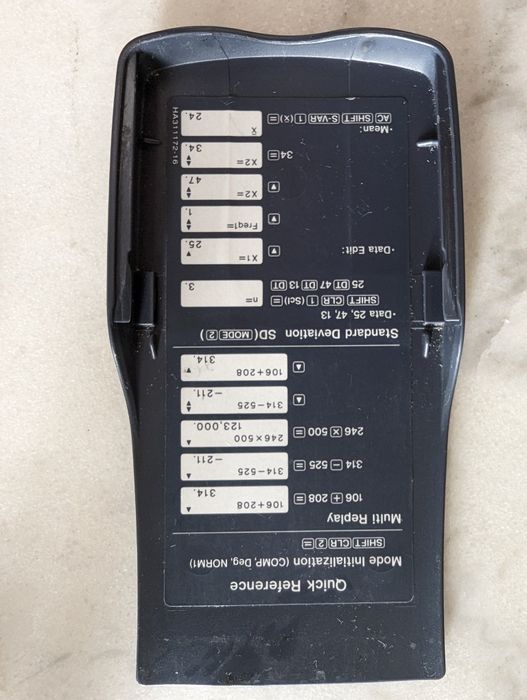 Quick Reference
Mode Initialization (COMP, Deg, NORM1)
SHIFT CLR 2 =
Multi Replay
106 + 208 = 106+208 ▲
314.
314 − 525 = 314−525 ▲
−211.
246 × 500 = 246×500 ▲
123,000.
▲ 314−525 ▲▼
−211.
▲ 106+208 ▼
314.
Standard Deviation SD( MODE 2 )
·Data 25, 47, 13
SHIFT CLR 1 (Scl) = n=
25 DT 47 DT 13 DT 3.
·Data Edit: ▼ X1= ▼
25.
▼ Freq1= ▲▼
1.
▼ X2= ▲▼
47.
34 = X2= ▲▼
34.
·Mean: x̄
AC SHIFT S-VAR 1 (x̄) = 24.
HA311172-16